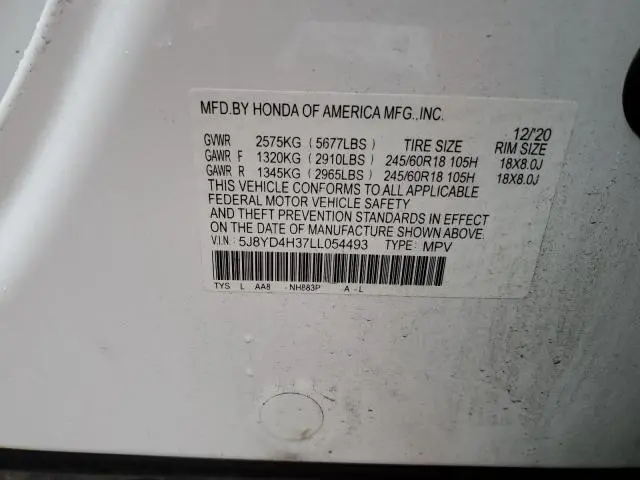 MFD.BY HONDA OF AMERICA MFG.,INC.
12/'20
GVWR 2575KG (5677LBS) TIRE SIZE RIM SIZE
GAWR F 1320KG (2910LBS) 245/60R18 105H 18X8.0J
GAWR R 1345KG (2965LBS) 245/60R18 105H 18X8.0J
THIS VEHICLE CONFORMS TO ALL APPLICABLE
FEDERAL MOTOR VEHICLE SAFETY
AND THEFT PREVENTION STANDARDS IN EFFECT
ON THE DATE OF MANUFACTURE SHOWN ABOVE.
V.I.N: 5J8YD4H37LL054493 TYPE: MPV
TYS L AA8 -NH883P A -L